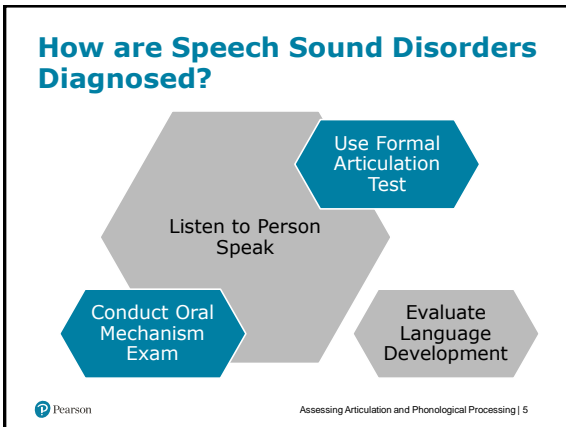 How are Speech Sound Disorders
Diagnosed?
Use Formal
Articulation
Test
Listen to Person
Speak
Conduct Oral
Mechanism
Exam
Evaluate
Language
Development
Pearson
Assessing Articulation and Phonological Processing | 5